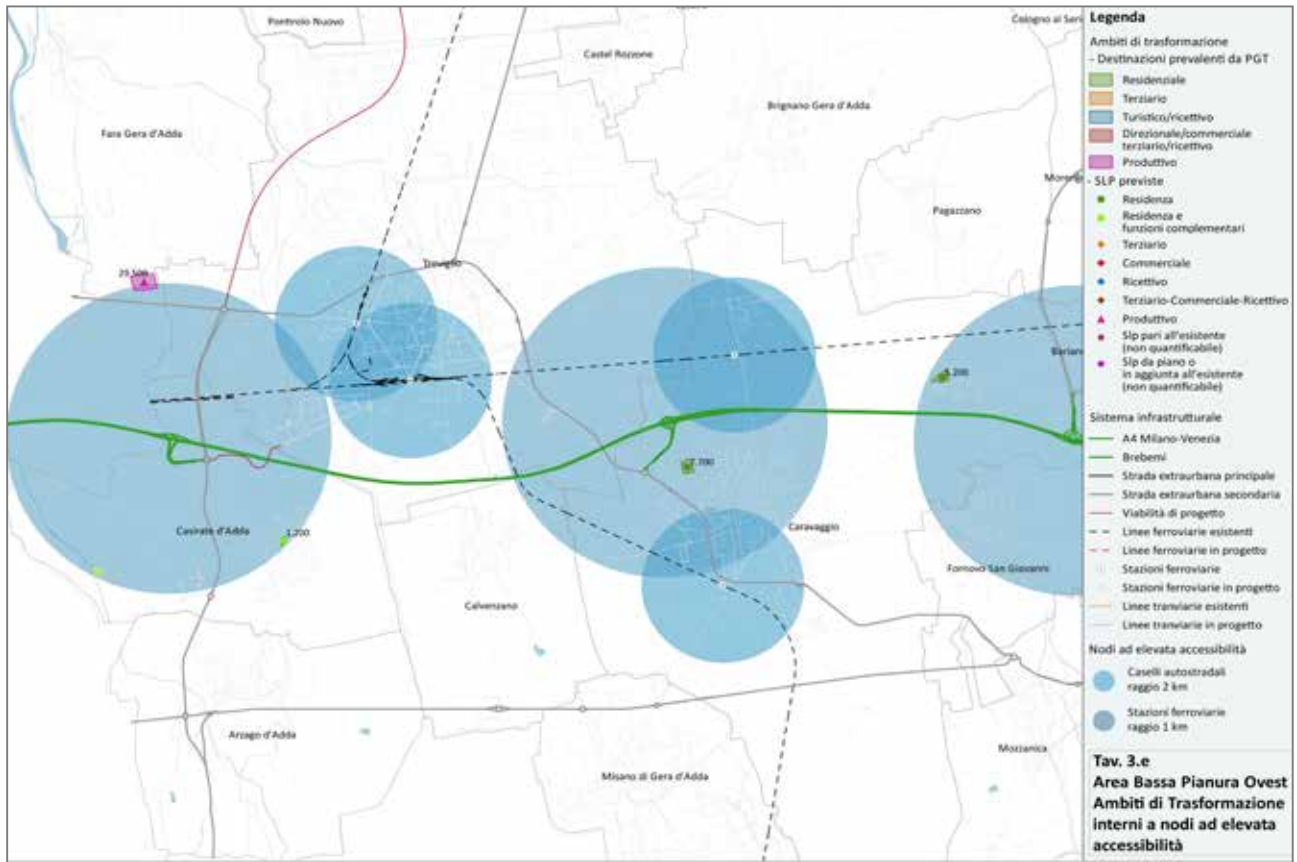 Pontirolo Nuovo
Cologno al Seri
Castel Rozzone
Brignano Gera d'Adda
Fara Gera d'Adda
Pagazzano
Treviglio
29.500
Bariano
5.200
7.700
Casirate d'Adda
1.200
Caravaggio
Fornovo San Giovanni
Calvenzano
Arzago d'Adda
Misano di Gera d'Adda
Mozzanica
Legenda
Ambiti di trasformazione
- Destinazioni prevalenti da PGT
Residenziale
Terziario
Turistico/ricettivo
Direzionale/commerciale
terziario/ricettivo
Produttivo
- SLP previste
Residenza
Residenza e
funzioni complementari
Terziario
Commerciale
Ricettivo
Terziario-Commerciale-Ricettivo
Produttivo
Slp pari all'esistente
(non quantificabile)
Slp da piano o
in aggiunta all'esistente
(non quantificabile)
Sistema infrastrutturale
A4 Milano-Venezia
Brebemi
Strada extraurbana principale
Strada extraurbana secondaria
Viabilità di progetto
Linee ferroviarie esistenti
Linee ferroviarie in progetto
Stazioni ferroviarie
Stazioni ferroviarie in progetto
Linee tranviarie esistenti
Linee tranviarie in progetto
Nodi ad elevata accessibilità
Caselli autostradali
raggio 2 km
Stazioni ferroviarie
raggio 1 km
Tav. 3.e
Area Bassa Pianura Ovest
Ambiti di Trasformazione
interni a nodi ad elevata
accessibilità